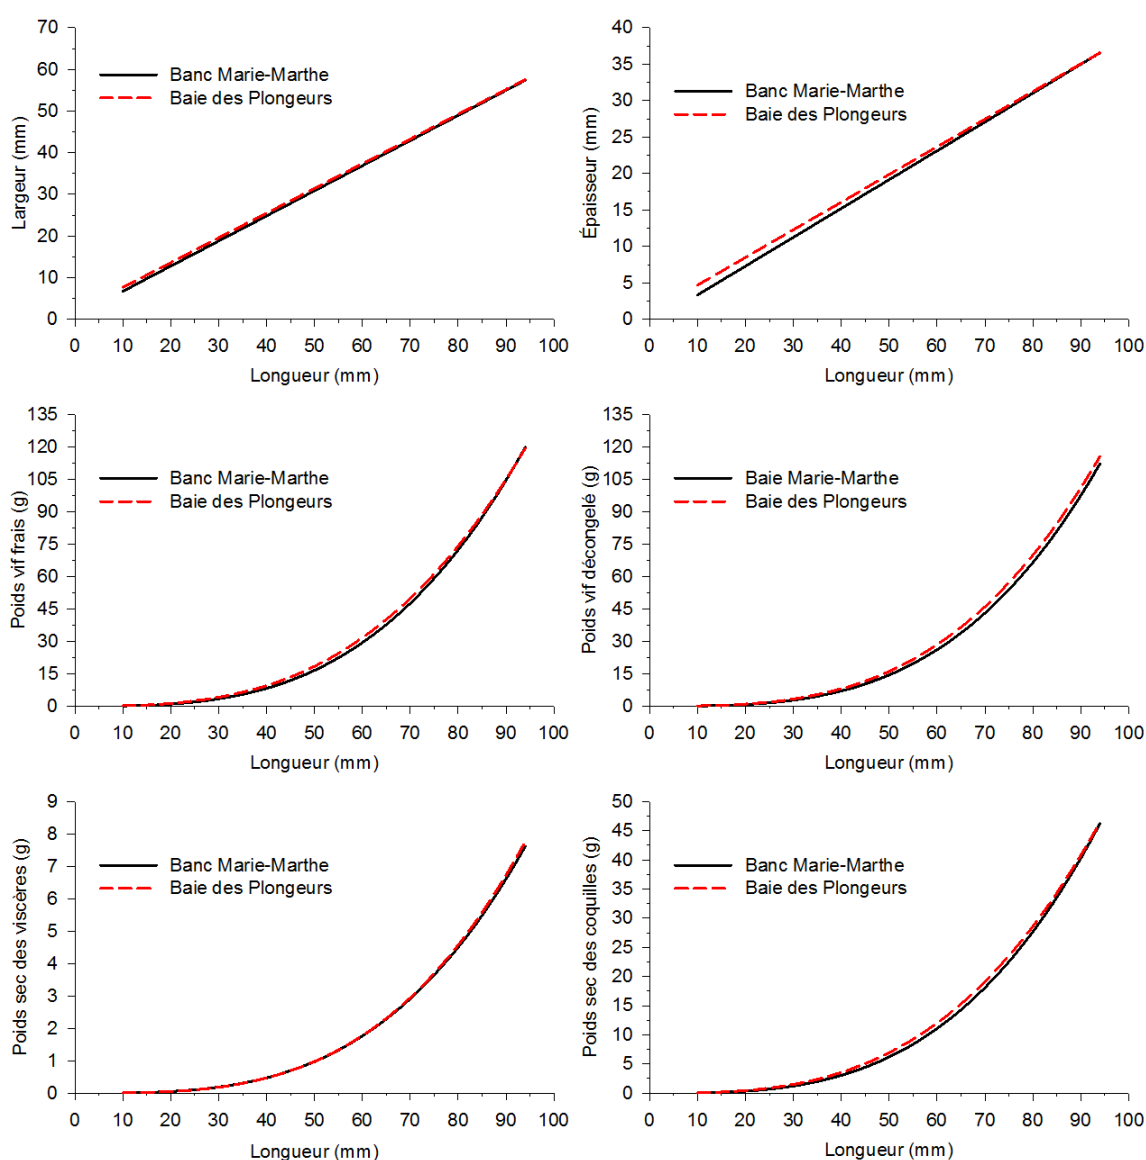 70
60
50
40
30
20
10
0
Largeur (mm)
Banc Marie-Marthe
Baie des Plongeurs
0 10 20 30 40 50 60 70 80 90 100
Longueur (mm)
40
35
30
25
20
15
10
5
0
Épaisseur (mm)
Banc Marie-Marthe
Baie des Plongeurs
0 10 20 30 40 50 60 70 80 90 100
Longueur (mm)
135
120
105
90
75
60
45
30
15
0
Poids vif frais (g)
Banc Marie-Marthe
Baie des Plongeurs
0 10 20 30 40 50 60 70 80 90 100
Longueur (mm)
135
120
105
90
75
60
45
30
15
0
Poids vif décongelé (g)
Baie Marie-Marthe
Baie des Plongeurs
0 10 20 30 40 50 60 70 80 90 100
Longueur (mm)
9
8
7
6
5
4
3
2
1
0
Poids sec des viscères (g)
Banc Marie-Marthe
Baie des Plongeurs
0 10 20 30 40 50 60 70 80 90 100
Longueur (mm)
50
45
40
35
30
25
20
15
10
5
0
Poids sec des coquilles (g)
Banc Marie-Marthe
Baie des Plongeurs
0 10 20 30 40 50 60 70 80 90 100
Longueur (mm)